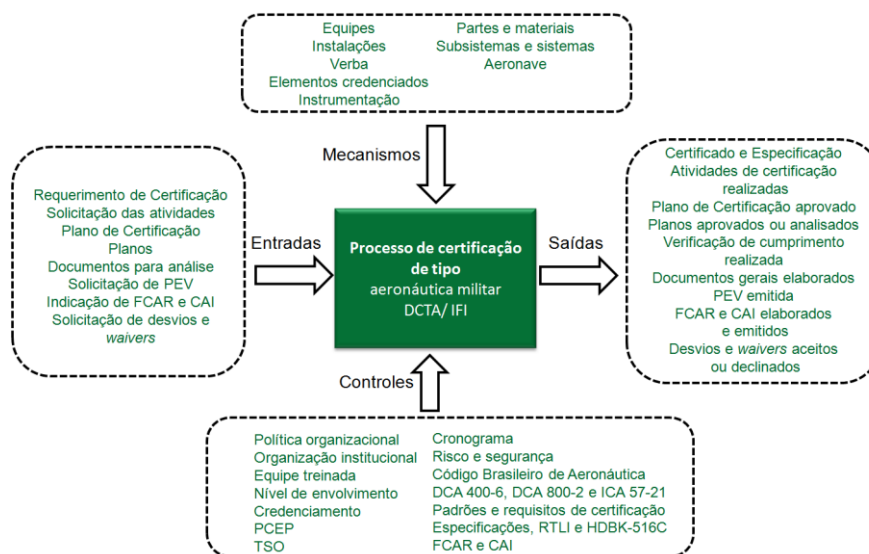 Equipes
Instalações
Verba
Elementos credenciados
Instrumentação
Partes e materiais
Subsistemas e sistemas
Aeronave
Mecanismos
Requerimento de Certificação
Solicitação das atividades
Plano de Certificação
Planos
Documentos para análise
Solicitação de PEV
Indicação de FCAR e CAI
Solicitação de desvios e
waivers
Entradas
Processo de certificação
de tipo
aeronáutica militar
DCTA/ IFI
Saídas
Certificado e Especificação
Atividades de certificação
realizadas
Plano de Certificação aprovado
Planos aprovados ou analisados
Verificação de cumprimento
realizada
Documentos gerais elaborados
PEV emitida
FCAR e CAI elaborados
e emitidos
Desvios e waivers aceitos
ou declinados
Controles
Política organizacional
Organização institucional
Equipe treinada
Nível de envolvimento
Credenciamento
PCEP
TSO
Cronograma
Risco e segurança
Código Brasileiro de Aeronáutica
DCA 400-6, DCA 800-2 e ICA 57-21
Padrões e requisitos de certificação
Especificações, RTLI e HDBK-516C
FCAR e CAI